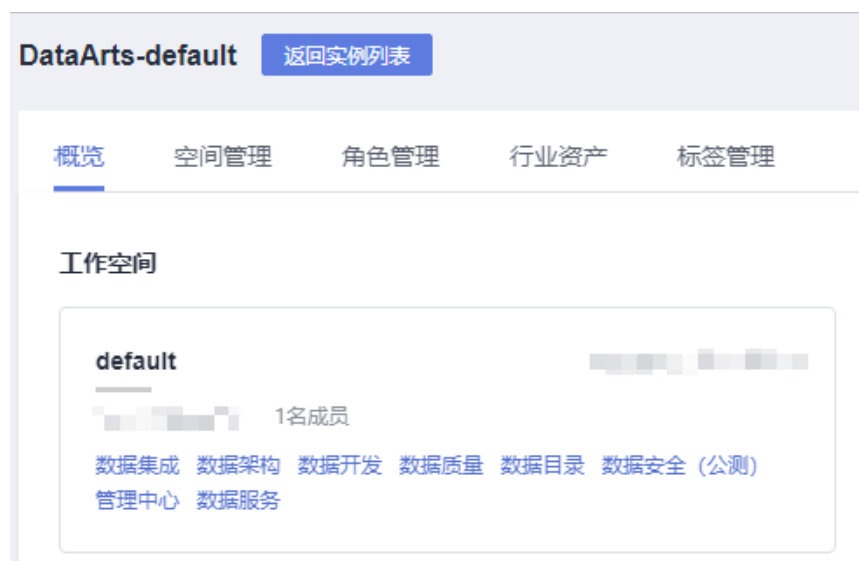 DataArts-default 返回实例列表
概览 空间管理 角色管理 行业资产 标签管理
工作空间
default
1名成员
数据集成 数据架构 数据开发 数据质量 数据目录 数据安全（公测）
管理中心 数据服务